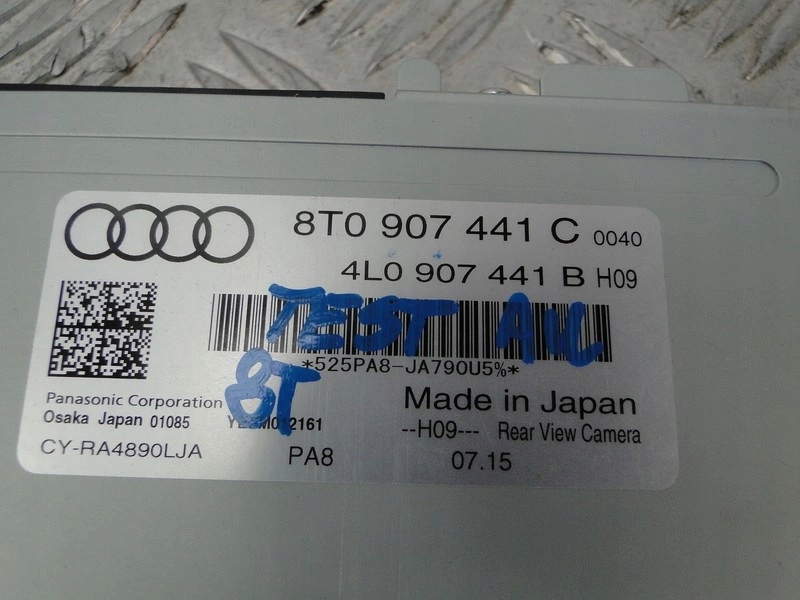 8T0 907 441 C 0040
4L0 907 441 B H09
TEST
*525PA8-JA790U5%*
8T
Panasonic Corporation
Made in Japan
Osaka Japan 01085
--H09--- Rear View Camera
CY-RA4890LJA
PA8
07.15